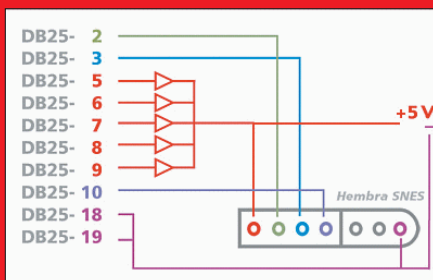 DB25- 2
DB25- 3
DB25- 5
DB25- 6
DB25- 7
DB25- 8
DB25- 9
DB25- 10
DB25- 18
DB25- 19
+5V
Hembra SNES